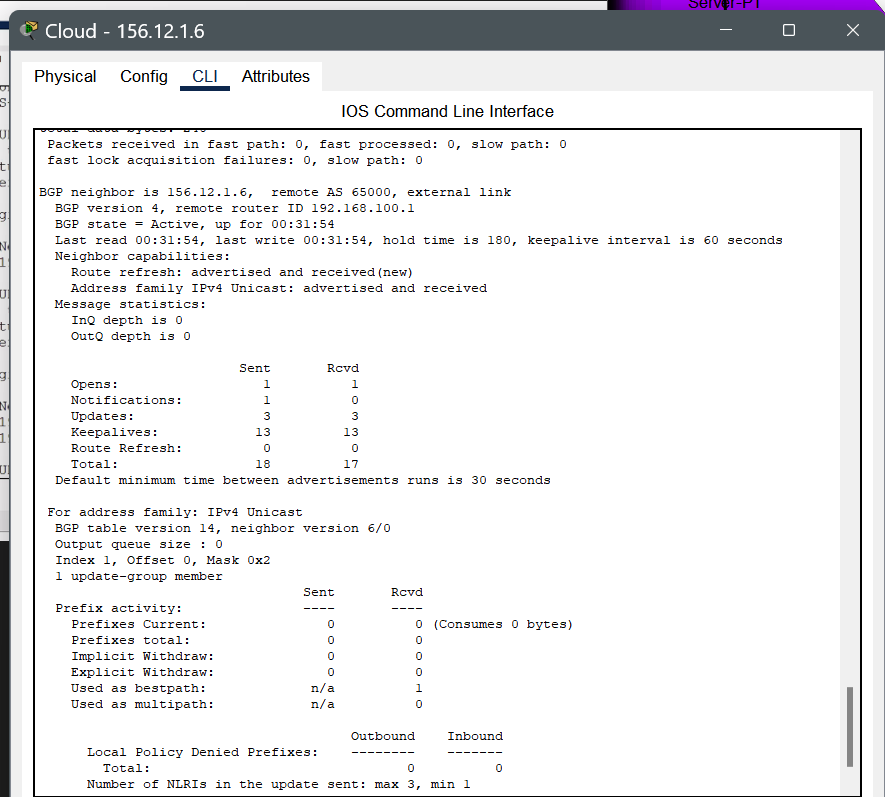 Server-PT
Cloud - 156.12.1.6
Physical Config CLI Attributes
IOS Command Line Interface
Packets received in fast path: 0, fast processed: 0, slow path: 0
fast lock acquisition failures: 0, slow path: 0
BGP neighbor is 156.12.1.6,  remote AS 65000, external link
BGP version 4, remote router ID 192.168.100.1
BGP state = Active, up for 00:31:54
Last read 00:31:54, last write 00:31:54, hold time is 180, keepalive interval is 60 seconds
Neighbor capabilities:
Route refresh: advertised and received(new)
Address family IPv4 Unicast: advertised and received
Message statistics:
InQ depth is 0
OutQ depth is 0
Sent Rcvd
Opens: 1 1
Notifications: 1 0
Updates: 3 3
Keepalives: 13 13
Route Refresh: 0 0
Total: 18 17
Default minimum time between advertisements runs is 30 seconds
For address family: IPv4 Unicast
BGP table version 14, neighbor version 6/0
Output queue size : 0
Index 1, Offset 0, Mask 0x2
1 update-group member
Sent Rcvd
Prefix activity: ---- ----
Prefixes Current: 0 0 (Consumes 0 bytes)
Prefixes total: 0 0
Implicit Withdraw: 0 0
Explicit Withdraw: 0 0
Used as bestpath: n/a 1
Used as multipath: n/a 0
Outbound Inbound
Local Policy Denied Prefixes: -------- -------
Total: 0 0
Number of NLRIs in the update sent: max 3, min 1